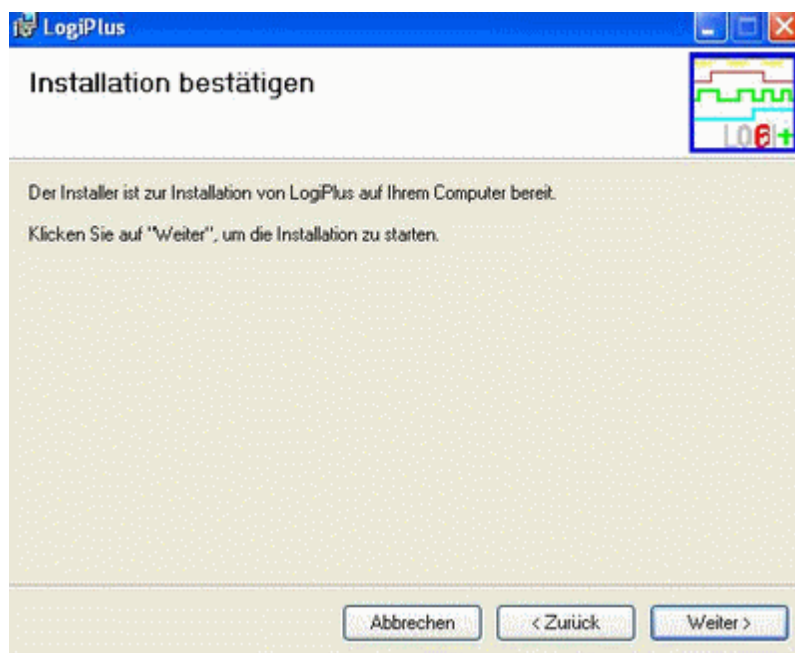 LogiPlus
Installation bestätigen
LOGI+
Der Installer ist zur Installation von LogiPlus auf Ihrem Computer bereit.
Klicken Sie auf "Weiter", um die Installation zu starten.
Abbrechen
< Zurück
Weiter >